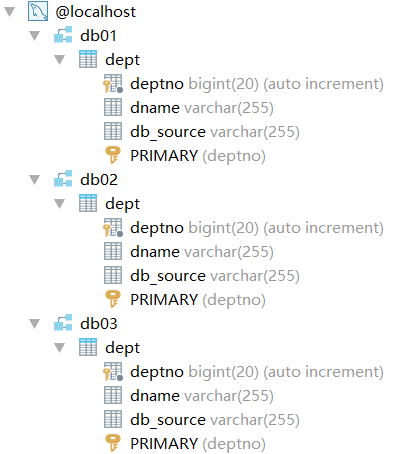 @localhost
db01
dept
deptno bigint(20) (auto increment)
dname varchar(255)
db_source varchar(255)
PRIMARY (deptno)
db02
dept
deptno bigint(20) (auto increment)
dname varchar(255)
db_source varchar(255)
PRIMARY (deptno)
db03
dept
deptno bigint(20) (auto increment)
dname varchar(255)
db_source varchar(255)
PRIMARY (deptno)